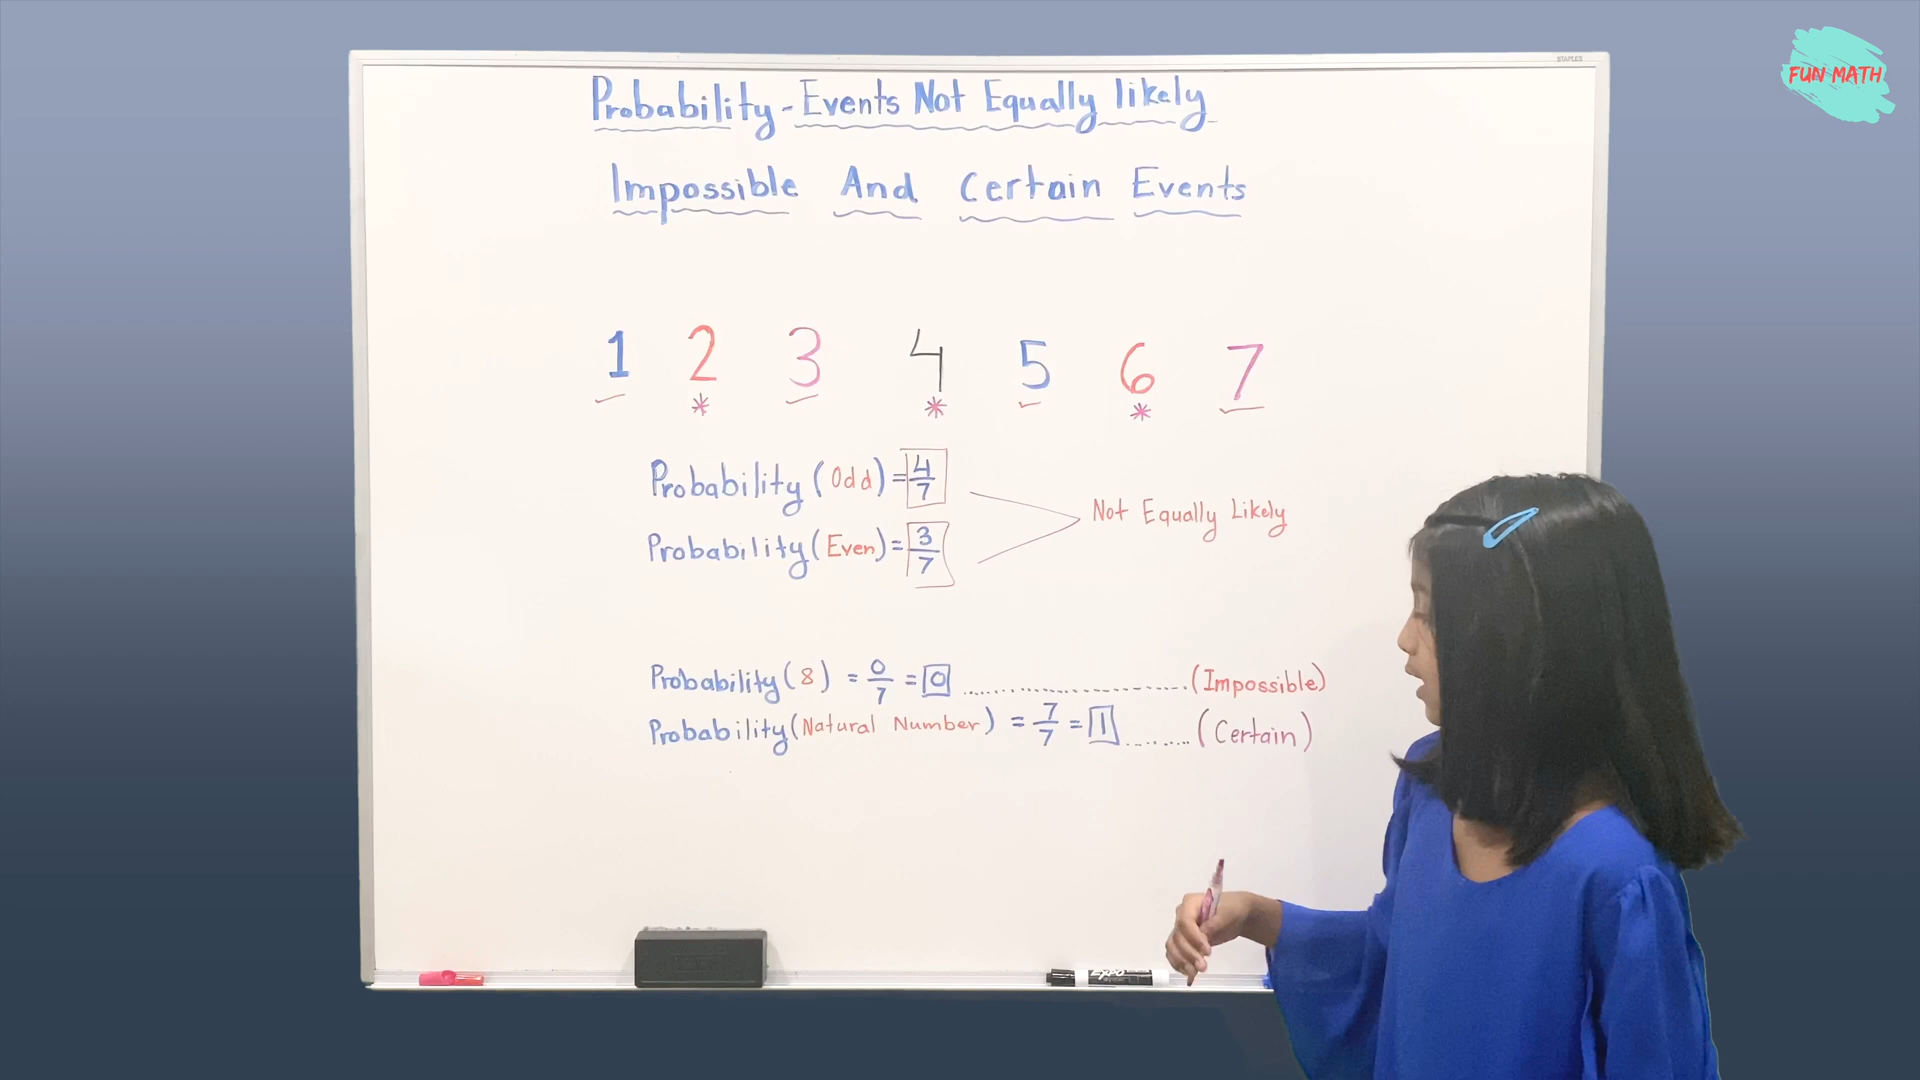 STAPLES
FUN MATH
Probability - Events Not Equally likely
Impossible And Certain Events
1 2 3 4 5 6 7
* * *
Probability (Odd) = 4/7
Not Equally Likely
Probability (Even) = 3/7
Probability (8) = 0/7 = 0 .......................... (Impossible)
Probability (Natural Number) = 7/7 = 1 ......... (Certain)
EXPO